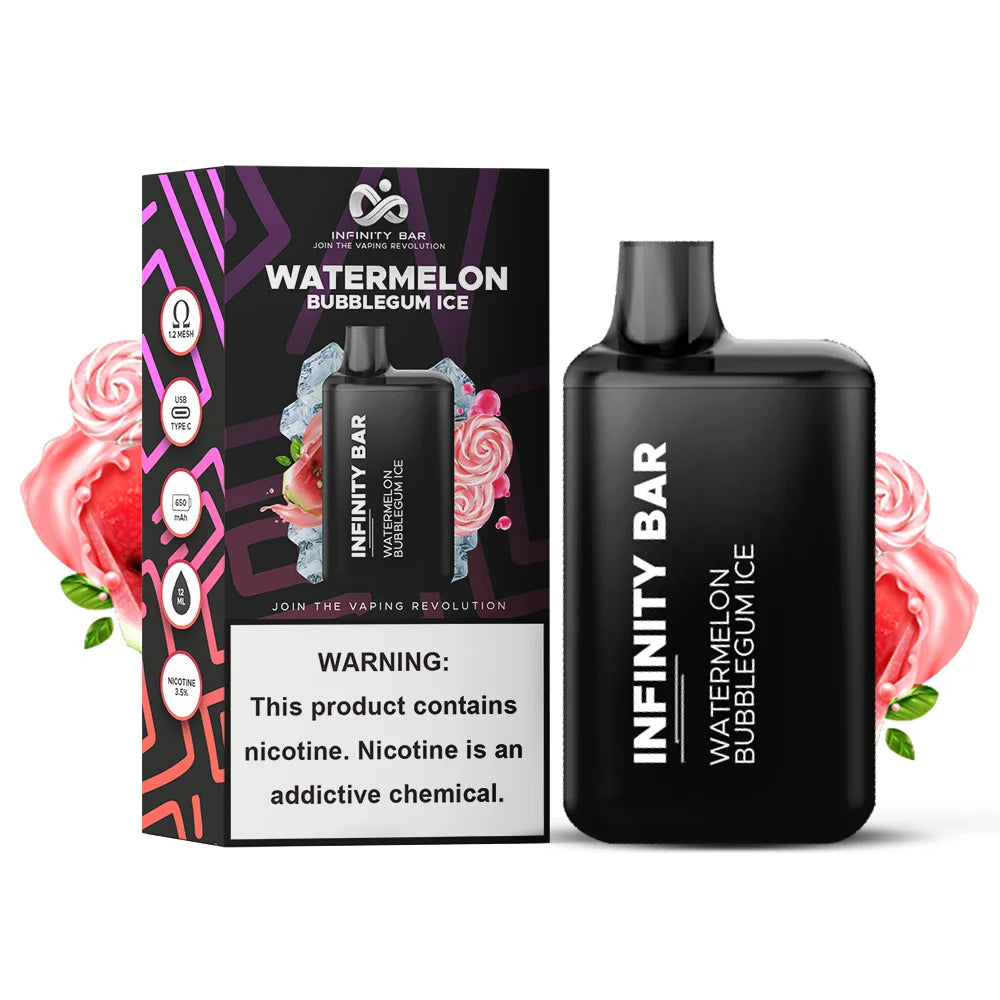 INFINITY BAR
JOIN THE VAPING REVOLUTION
WATERMELON
BUBBLEGUM ICE
Ω
1.2 MESH
USB
TYPE C
650
mAh
12
ML
NICOTINE
3.5%
INFINITY BAR
WATERMELON
BUBBLEGUM ICE
JOIN THE VAPING REVOLUTION
WARNING:
This product contains
nicotine. Nicotine is an
addictive chemical.
INFINITY BAR
WATERMELON
BUBBLEGUM ICE